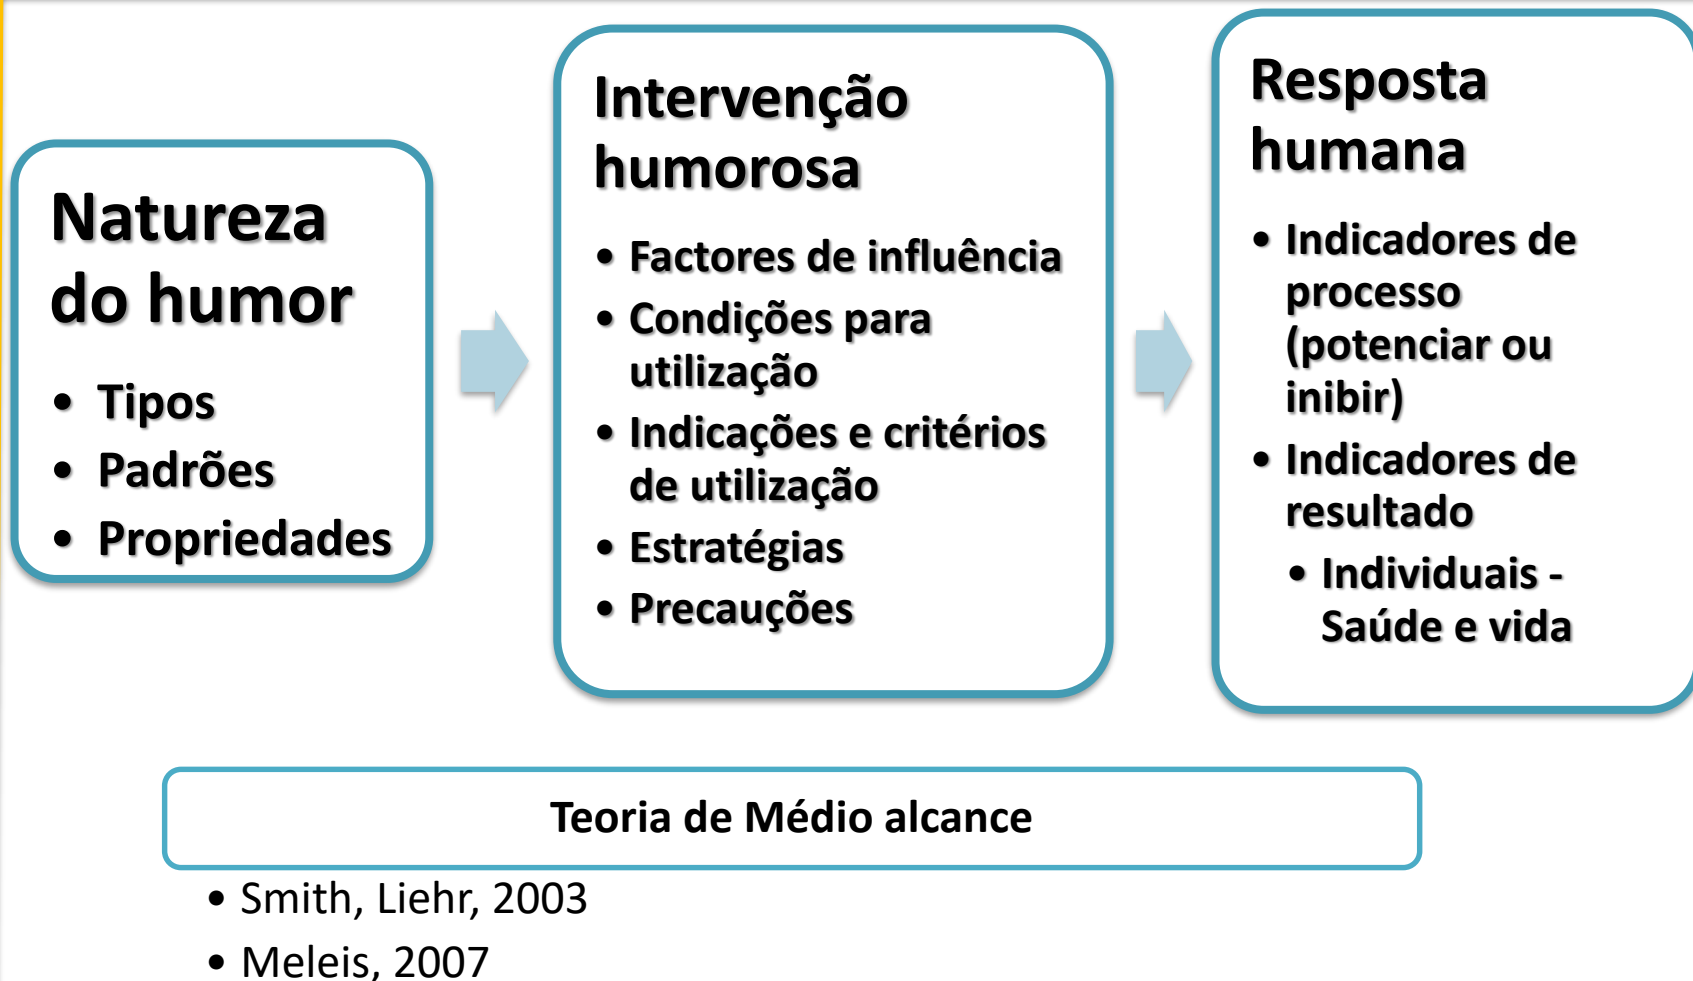 Natureza
do humor
• Tipos
• Padrões
• Propriedades
Intervenção
humorosa
• Factores de influência
• Condições para
utilização
• Indicações e critérios
de utilização
• Estratégias
• Precauções
Resposta
humana
• Indicadores de
processo
(potenciar ou
inibir)
• Indicadores de
resultado
• Individuais -
Saúde e vida
Teoria de Médio alcance
• Smith, Liehr, 2003
• Meleis, 2007